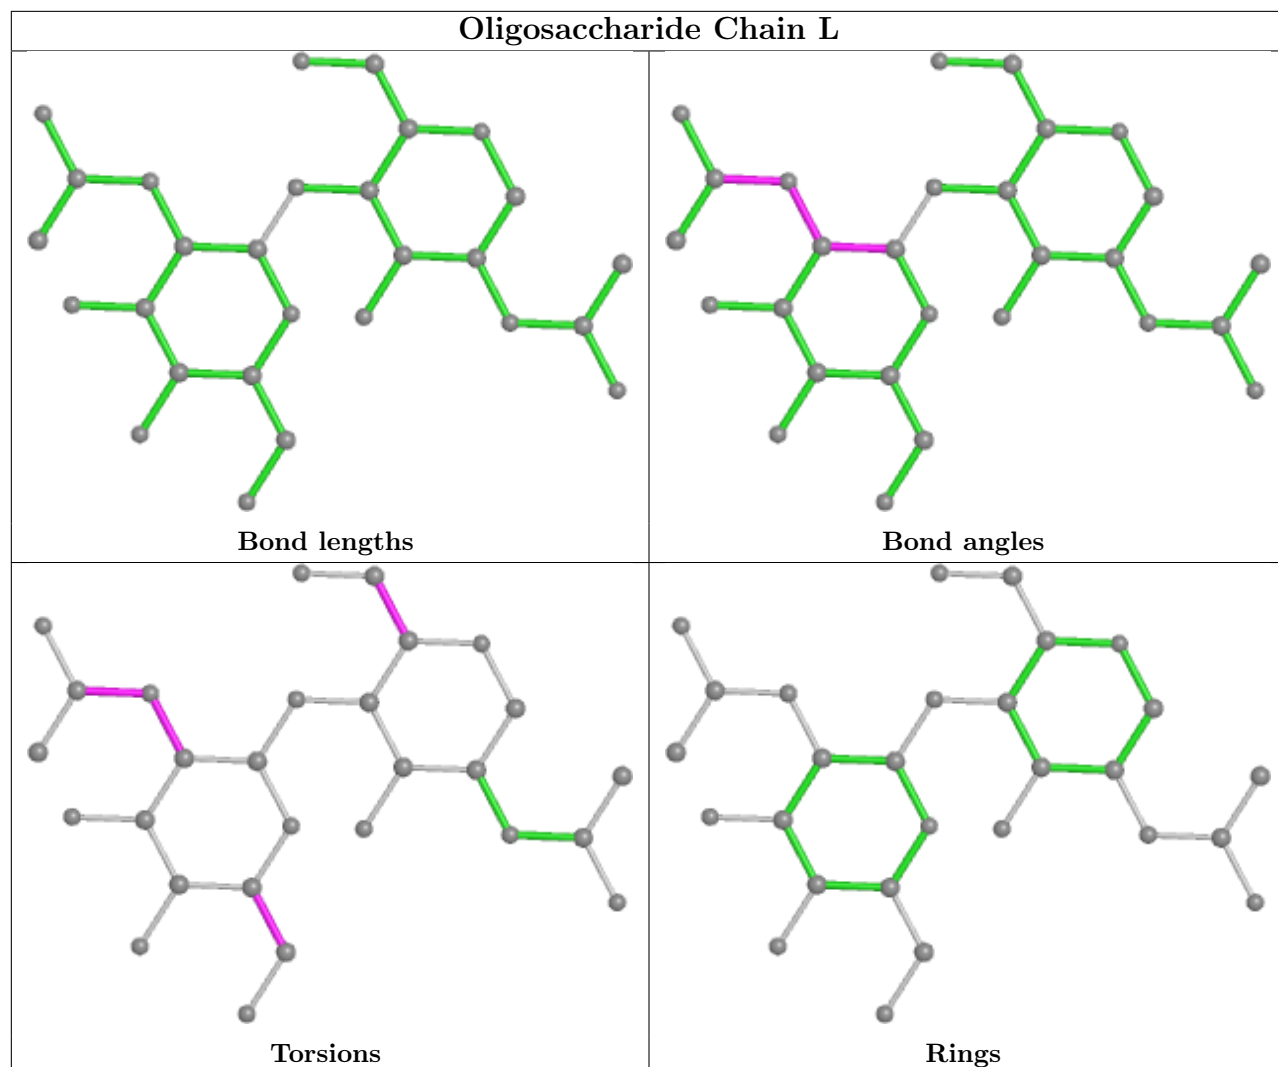 Oligosaccharide Chain L
Bond lengths
Bond angles
Torsions
Rings